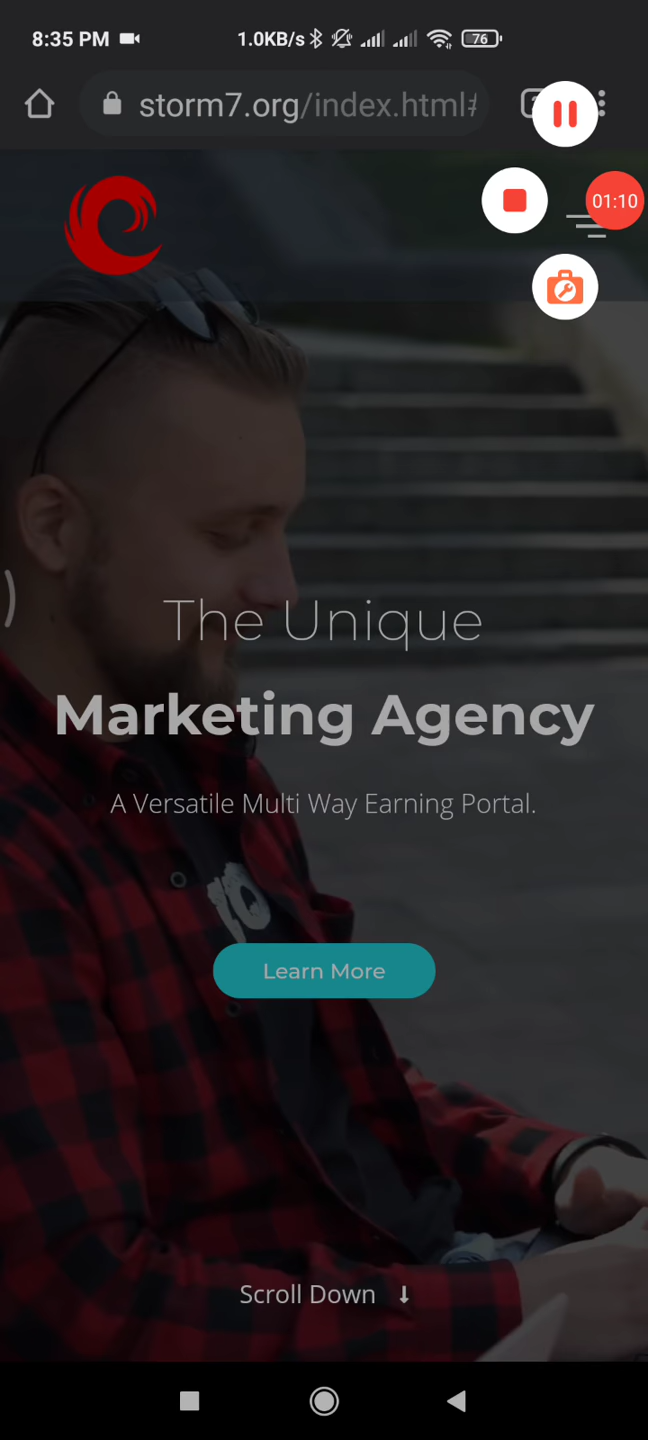 8:35 PM 1.0KB/s 76
storm7.org/index.html
01:10
The Unique
Marketing Agency
A Versatile Multi Way Earning Portal.
Learn More
Scroll Down ↓